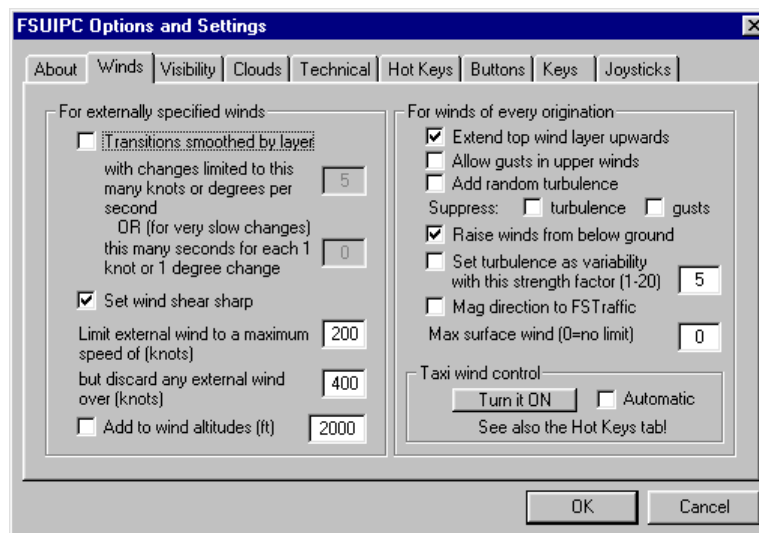 FSUIPC Options and Settings
About
Winds
Visibility
Clouds
Technical
Hot Keys
Buttons
Keys
Joysticks
For externally specified winds
Transitions smoothed by layer
with changes limited to this
many knots or degrees per
second
5
OR (for very slow changes)
this many seconds for each 1
knot or 1 degree change
0
Set wind shear sharp
Limit external wind to a maximum
speed of (knots)
200
but discard any external wind
over (knots)
400
Add to wind altitudes (ft)
2000
For winds of every origination
Extend top wind layer upwards
Allow gusts in upper winds
Add random turbulence
Suppress: turbulence gusts
Raise winds from below ground
Set turbulence as variability
with this strength factor (1-20)
5
Mag direction to FSTraffic
Max surface wind (0=no limit)
0
Taxi wind control
Turn it ON
Automatic
See also the Hot Keys tab!
OK
Cancel